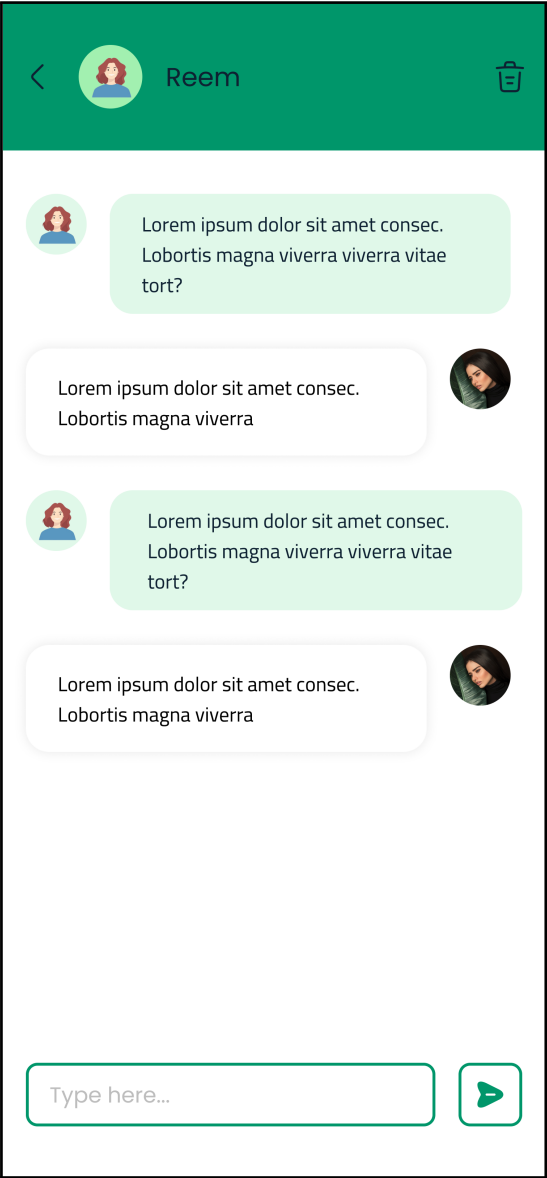 Reem
Lorem ipsum dolor sit amet consec.
Lobortis magna viverra viverra vitae
tort?
Lorem ipsum dolor sit amet consec.
Lobortis magna viverra
Lorem ipsum dolor sit amet consec.
Lobortis magna viverra viverra vitae
tort?
Lorem ipsum dolor sit amet consec.
Lobortis magna viverra
Type here...